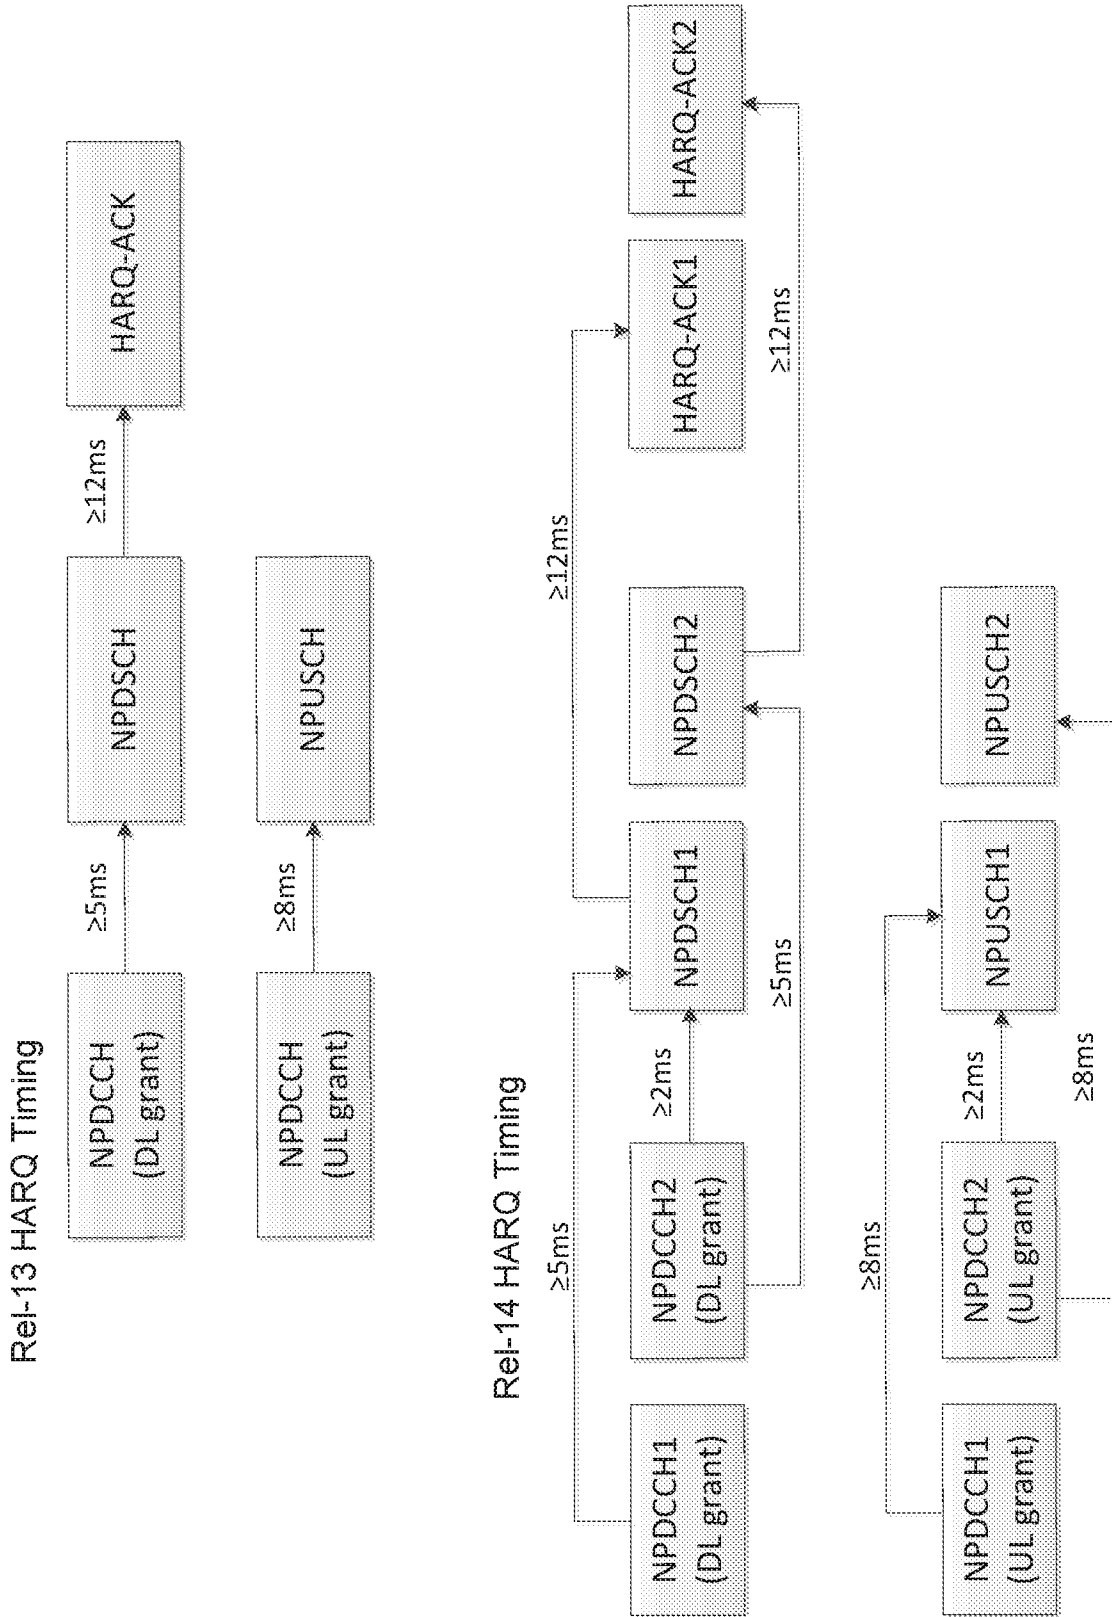 Rel-13 HARQ Timing
NPDCCH
(DL grant)
≥5ms
NPDSCH
≥12ms
HARQ-ACK
NPDCCH
(UL grant)
≥8ms
NPUSCH
Rel-14 HARQ Timing
≥5ms
≥12ms
NPDCCH1
(DL grant)
NPDCCH2
(DL grant)
≥2ms
NPDSCH1
NPDSCH2
HARQ-ACK1
HARQ-ACK2
≥5ms
≥12ms
≥8ms
NPDCCH1
(UL grant)
NPDCCH2
(UL grant)
≥2ms
NPUSCH1
NPUSCH2
≥8ms